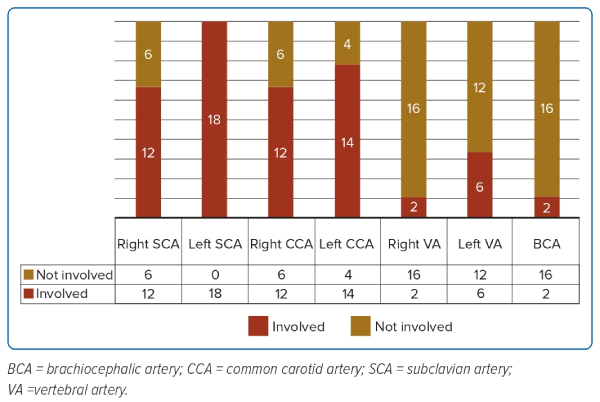 6 6 4
16 12 16
18
12 12 14
6
2 2
Right SCA Left SCA Right CCA Left CCA Right VA Left VA BCA
Not involved 6 0 6 4 16 12 16
Involved 12 18 12 14 2 6 2
Involved Not involved
BCA = brachiocephalic artery; CCA = common carotid artery; SCA = subclavian artery;
VA =vertebral artery.